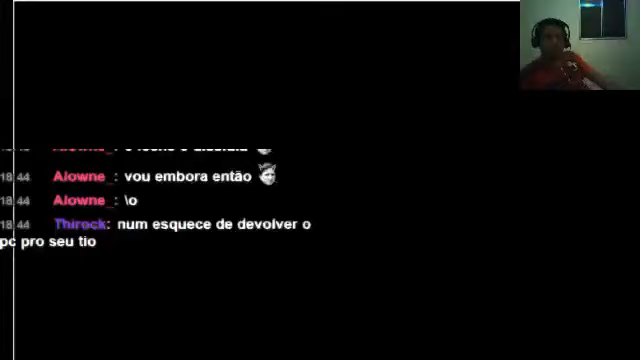 Alowne_:
18:44 Alowne_: vou embora então
18:44 Alowne_: \o
18:44 Thirock: num esquece de devolver o
pc pro seu tio